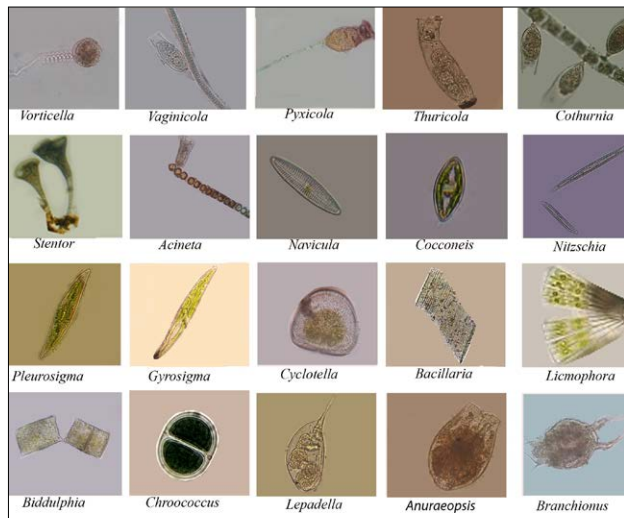 Vorticella Vaginicola Pyxicola Thuricola Cothurnia
Stentor Acineta Navicula Cocconeis Nitzschia
Pleurosigma Gyrosigma Cyclotella Bacillaria Licmophora
Biddulphia Chroococcus Lepadella Anuraeopsis Branchionus